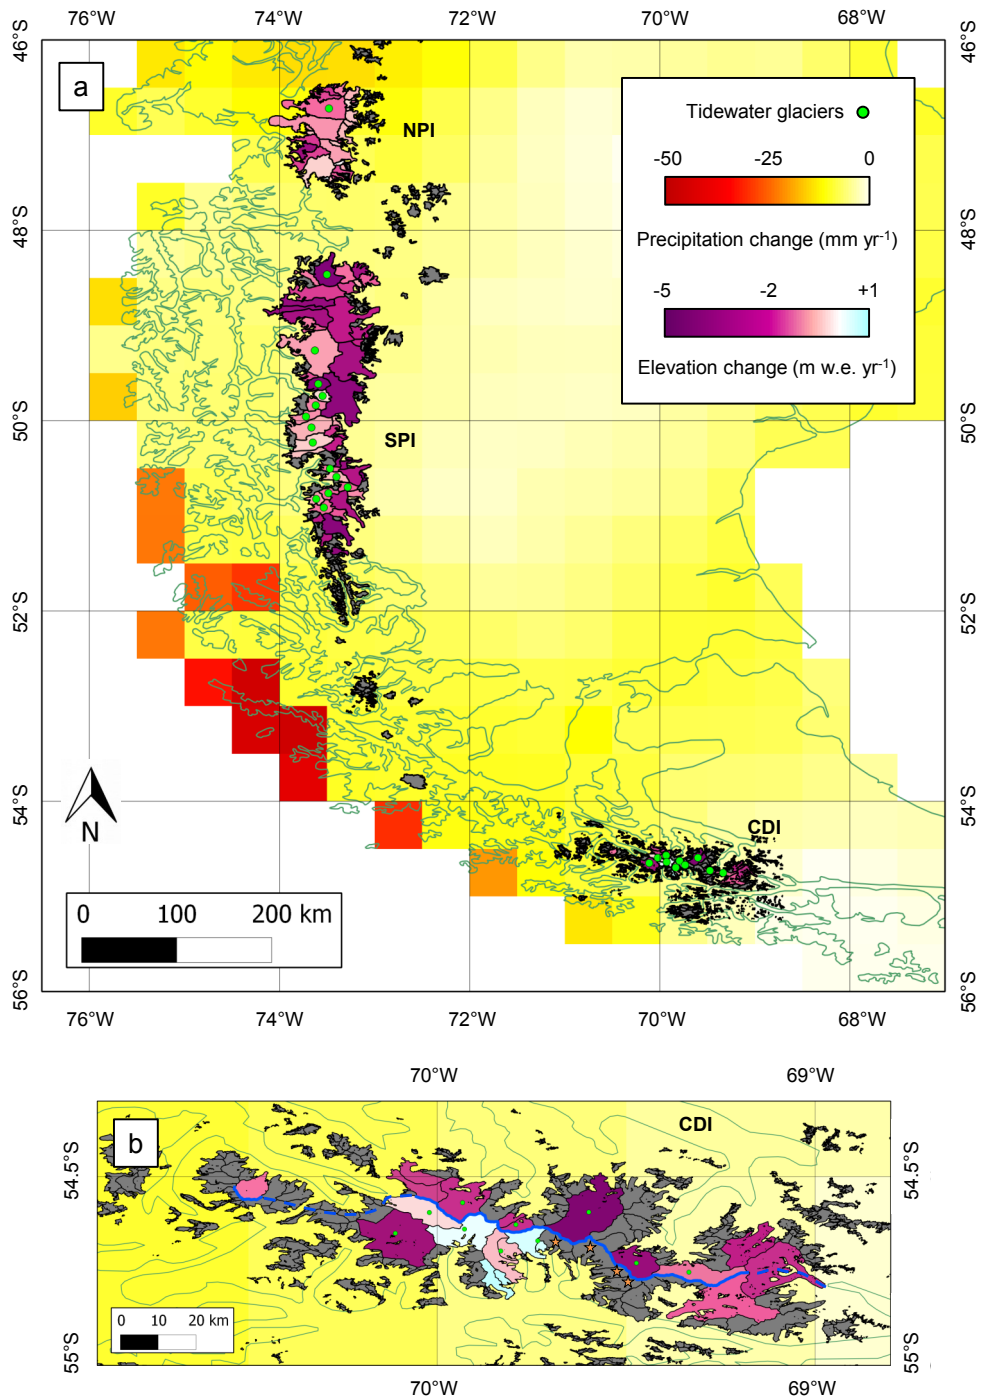 76°W 74°W 72°W 70°W 68°W
46°S 46°S
a
NPI
Tidewater glaciers
-50 -25 0
Precipitation change (mm yr-1)
-5 -2 +1
Elevation change (m w.e. yr-1)
48°S 48°S
50°S 50°S
SPI
52°S 52°S
54°S 54°S
N
CDI
0 100 200 km
56°S 56°S
76°W 74°W 72°W 70°W 68°W
70°W 69°W
b
CDI
54.5°S 54.5°S
0 10 20 km
55°S 55°S
70°W 69°W